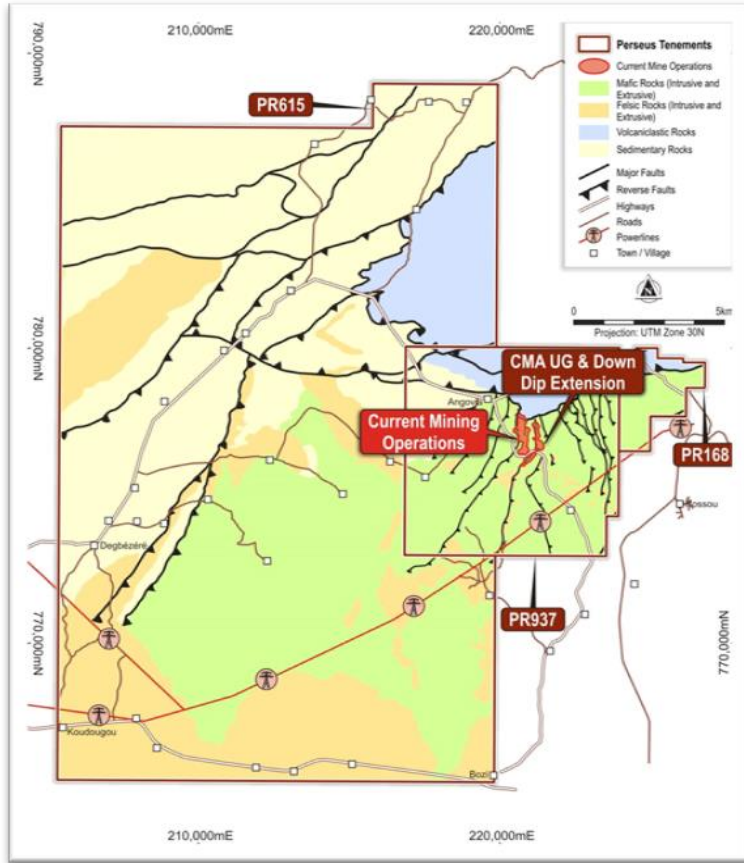 210,000mE
220,000mE
790,000mN
Perseus Tenements
Current Mine Operations
Mafic Rocks (Intrusive and
Extrusive)
Felsic Rocks (Intrusive and
Extrusive)
Volcaniclastic Rocks
Sedimentary Rocks
Major Faults
Reverse Faults
Highways
Roads
Powerlines
Town / Village
N
0
5km
Projection: UTM Zone 30N
PR615
780,000mN
780,000mN
CMA UG & Down
Dip Extension
Angovia
Current Mining
Operations
PR168
Kossou
Degbézéré
PR937
770,000mN
770,000mN
Koudougou
Bozi
210,000mE
220,000mE